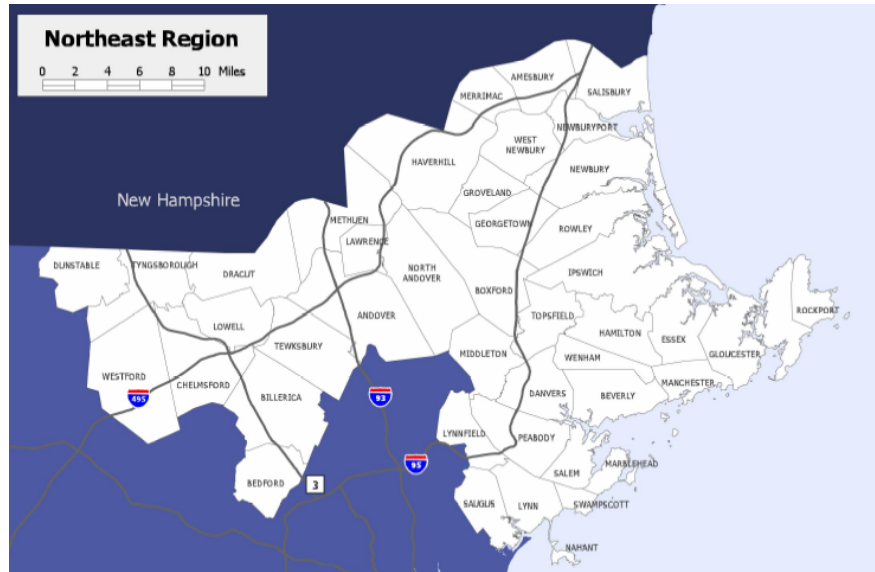 Northeast Region
0 2 4 6 8 10 Miles
AMESBURY
SALISBURY
MERRIMAC
NEWBURYPORT
WEST
NEWBURY
HAVERHILL
NEWBURY
New Hampshire
GROVELAND
METHUEN
GEORGETOWN
ROWLEY
LAWRENCE
DUNSTABLE
TYNGSBOROUGH
DRACUT
NORTH
ANDOVER
IPSWICH
BOXFORD
ROCKPORT
ANDOVER
TOPSFIELD
LOWELL
HAMILTON
ESSEX
TEWKSBURY
MIDDLETON
WENHAM
GLOUCESTER
WESTFORD
CHELMSFORD
MANCHESTER
495
BILLERICA
93
DANVERS
BEVERLY
LYNNFIELD
PEABODY
95
MARBLEHEAD
SALEM
BEDFORD
3
SAUGUS
LYNN
SWAMPSCOTT
NAHANT